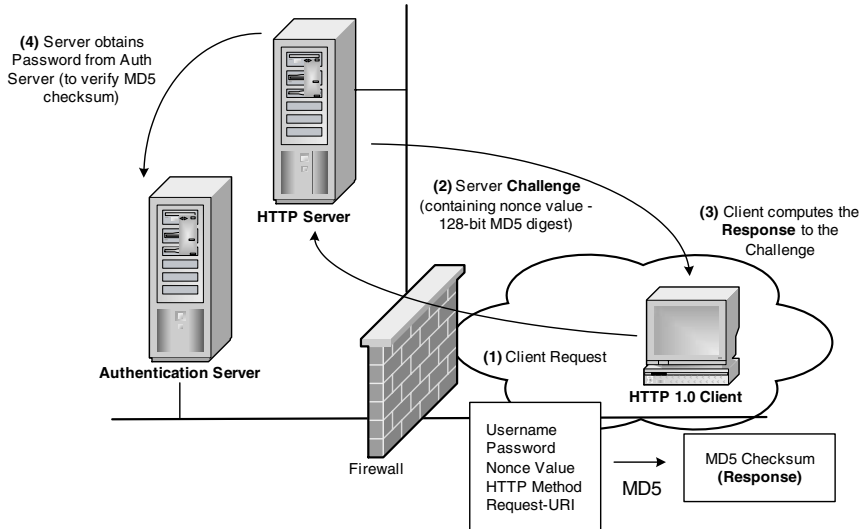 (4) Server obtains
Password from Auth
Server (to verify MD5
checksum)
HTTP Server
(2) Server Challenge
(containing nonce value -
128-bit MD5 digest)
(3) Client computes the
Response to the
Challenge
Authentication Server
(1) Client Request
HTTP 1.0 Client
Firewall
Username
Password
Nonce Value
HTTP Method
Request-URI
MD5
MD5 Checksum
(Response)